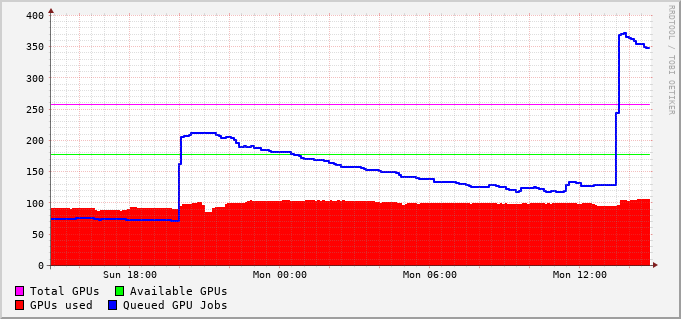 400
350
300
250
200
150
100
50
0
Sun 18:00 Mon 00:00 Mon 06:00 Mon 12:00
Total GPUs Available GPUs
GPUs used Queued GPU Jobs
RRDTOOL / TOBI OETIKER